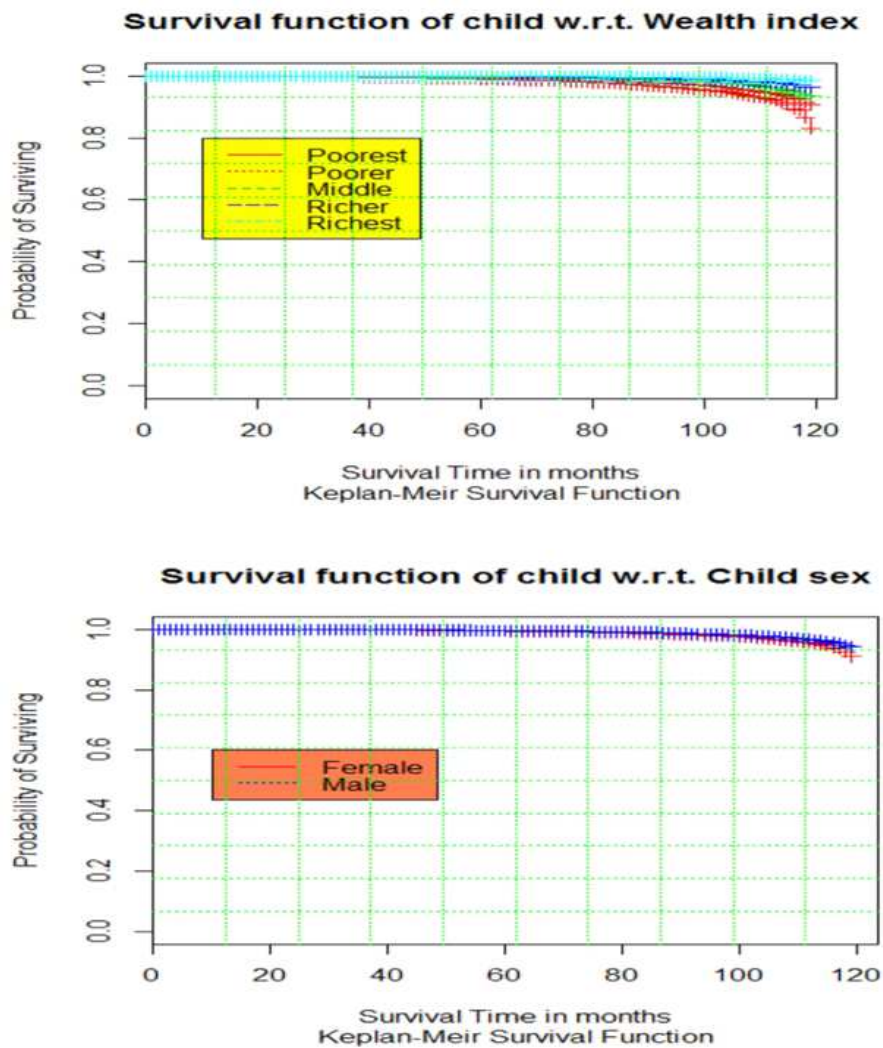 Survival function of child w.r.t. Wealth index
Probability of Surviving
1.0
0.8
0.6
0.4
0.2
0.0
Poorest
Poorer
Middle
Richer
Richest
0 20 40 60 80 100 120
Survival Time in months
Keplan-Meir Survival Function
Survival function of child w.r.t. Child sex
Probability of Surviving
1.0
0.8
0.6
0.4
0.2
0.0
Female
Male
0 20 40 60 80 100 120
Survival Time in months
Keplan-Meir Survival Function